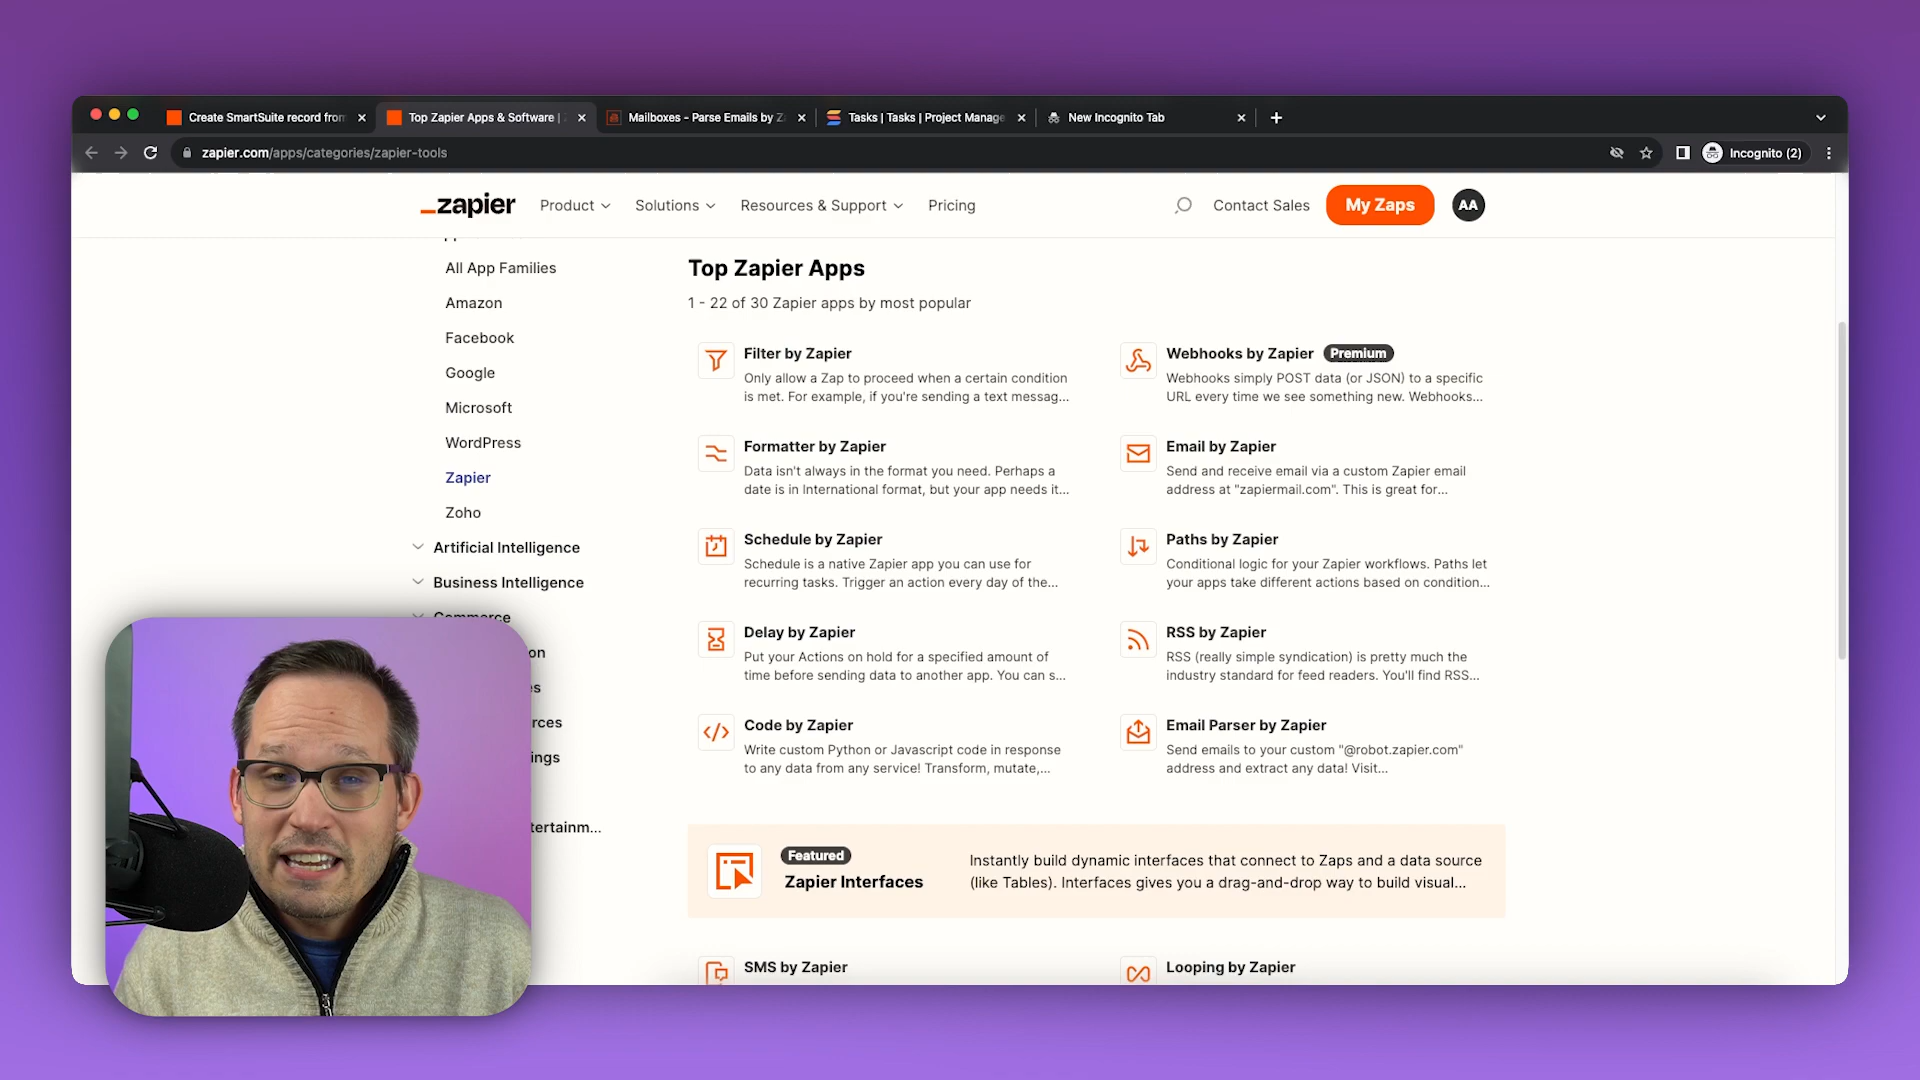 Create SmartSuite record from
Top Zapier Apps & Software |
Mailboxes - Parse Emails by Z
Tasks | Tasks | Project Manage
New Incognito Tab
zapier.com/apps/categories/zapier-tools
Incognito (2)
zapier
Product
Solutions
Resources & Support
Pricing
Contact Sales
My Zaps
AA
All App Families
Amazon
Facebook
Google
Microsoft
WordPress
Zapier
Zoho
Artificial Intelligence
Business Intelligence
Commerce
on
es
rces
ings
tertainm...
Top Zapier Apps
1 - 22 of 30 Zapier apps by most popular
Filter by Zapier
Only allow a Zap to proceed when a certain condition
is met. For example, if you're sending a text messag...
Webhooks by Zapier Premium
Webhooks simply POST data (or JSON) to a specific
URL every time we see something new. Webhooks...
Formatter by Zapier
Data isn't always in the format you need. Perhaps a
date is in International format, but your app needs it...
Email by Zapier
Send and receive email via a custom Zapier email
address at "zapiermail.com". This is great for...
Schedule by Zapier
Schedule is a native Zapier app you can use for
recurring tasks. Trigger an action every day of the...
Paths by Zapier
Conditional logic for your Zapier workflows. Paths let
your apps take different actions based on condition...
Delay by Zapier
Put your Actions on hold for a specified amount of
time before sending data to another app. You can s...
RSS by Zapier
RSS (really simple syndication) is pretty much the
industry standard for feed readers. You'll find RSS...
Code by Zapier
Write custom Python or Javascript code in response
to any data from any service! Transform, mutate,...
Email Parser by Zapier
Send emails to your custom "@robot.zapier.com"
address and extract any data! Visit...
Featured
Zapier Interfaces
Instantly build dynamic interfaces that connect to Zaps and a data source
(like Tables). Interfaces gives you a drag-and-drop way to build visual...
SMS by Zapier
Looping by Zapier